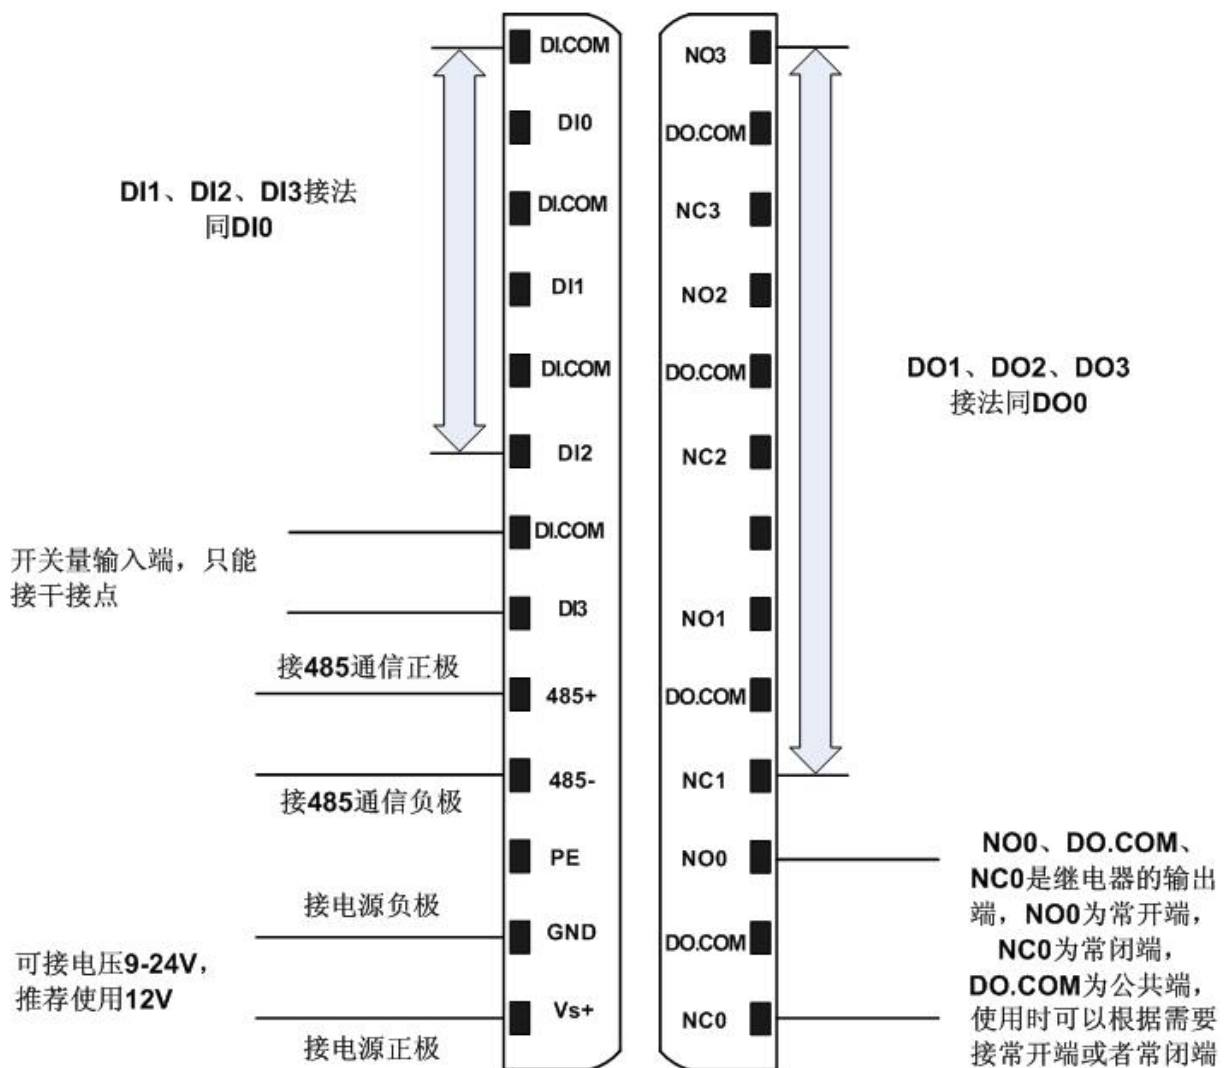 DI.COM
DI0
DI.COM
DI1
DI.COM
DI2
DI.COM
DI3
485+
485-
PE
GND
Vs+
DI1、DI2、DI3接法
同DI0
开关量输入端，只能
接干接点
接485通信正极
接485通信负极
接电源负极
可接电压9-24V，
推荐使用12V
接电源正极
NO3
DO.COM
NC3
NO2
DO.COM
NC2
NO1
DO.COM
NC1
NO0
DO.COM
NC0
DO1、DO2、DO3
接法同DO0
NO0、DO.COM、
NC0是继电器的输出
端，NO0为常开端，
NC0为常闭端，
DO.COM为公共端，
使用时可以根据需要
接常开端或者常闭端